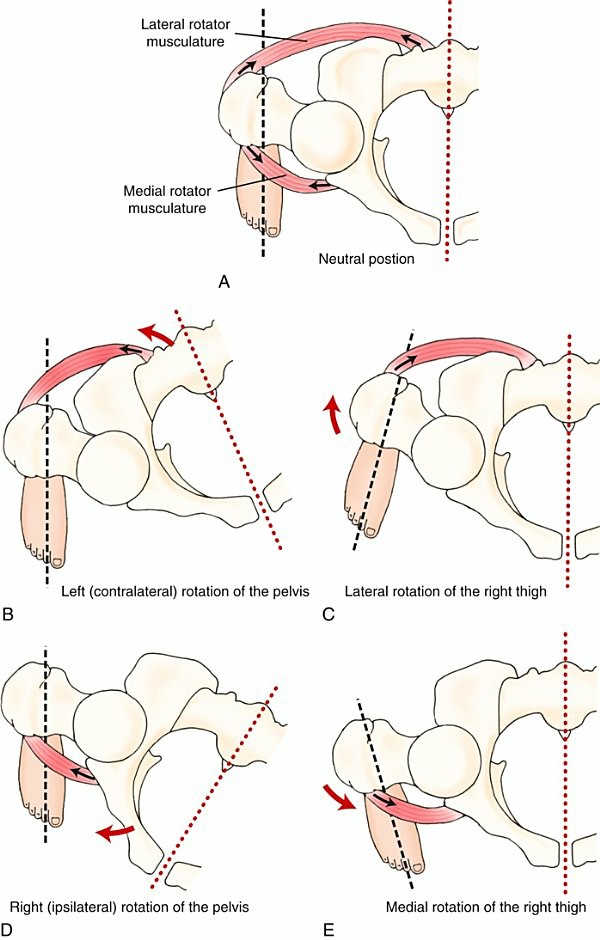 Lateral rotator
musculature
Medial rotator
musculature
Neutral postion
A
Left (contralateral) rotation of the pelvis
B
Lateral rotation of the right thigh
C
Right (ipsilateral) rotation of the pelvis
D
Medial rotation of the right thigh
E